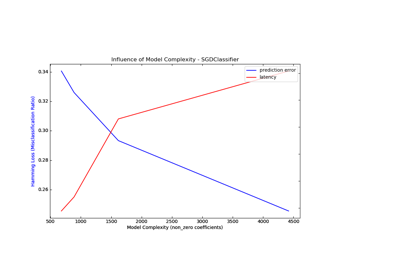 Influence of Model Complexity - SGDClassifier
prediction error
latency
0.34
0.32
0.30
0.28
0.26
Hamming Loss (Misclassification Ratio)
500 1000 1500 2000 2500 3000 3500 4000 4500
Model Complexity (non_zero coefficients)